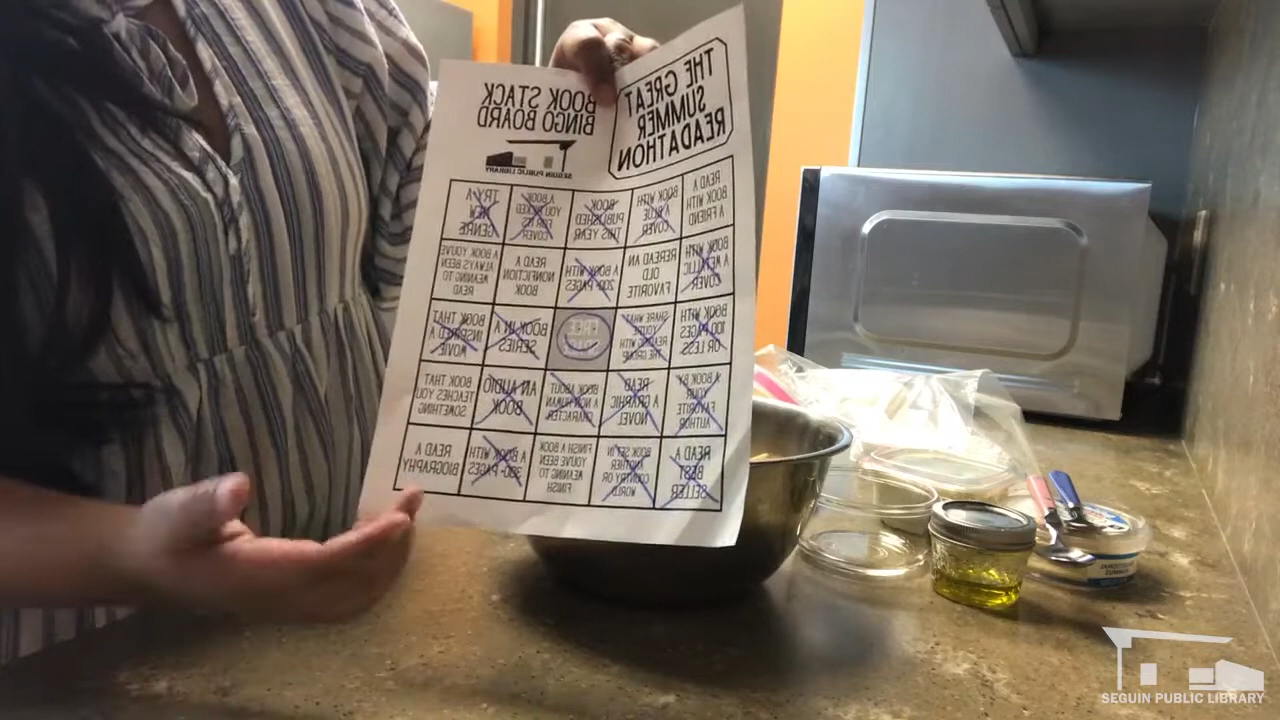 THE GREAT
SUMMER
READATHON
BOOK STACK
BINGO BOARD
SEGUIN PUBLIC LIBRARY
READ A
BOOK WITH
A FRIEND
BOOK WITH
A BLUE
COVER
BOOK
PUBLISHED
THIS YEAR
A BOOK
YOU PICKED
FOR ITS
COVER
TRY A
NEW
GENRE
BOOK WITH
A METALLIC
COVER
REREAD AN
OLD
FAVORITE
A BOOK WITH
200+ PAGES
READ A
NONFICTION
BOOK
A BOOK YOU'VE
ALWAYS BEEN
MEANING TO
READ
BOOK WITH
100 PAGES
OR LESS
SHARE WHAT
YOU'RE
READING WITH
THE GROUP
FREE
BOOK IN A
SERIES
BOOK THAT
INSPIRED A
MOVIE
A BOOK BY
YOUR
FAVORITE
AUTHOR
READ
A GRAPHIC
NOVEL
BOOK ABOUT
A NON HUMAN
CHARACTER
AN AUDIO
BOOK
BOOK THAT
TEACHES YOU
SOMETHING
READ A
BEST
SELLER
BOOK SET IN
ANOTHER
COUNTRY OR
WORLD
FINISH A BOOK
YOU'VE BEEN
MEANING TO
FINISH
A BOOK WITH
300+ PAGES
READ A
BIOGRAPHY
SEGUIN PUBLIC LIBRARY